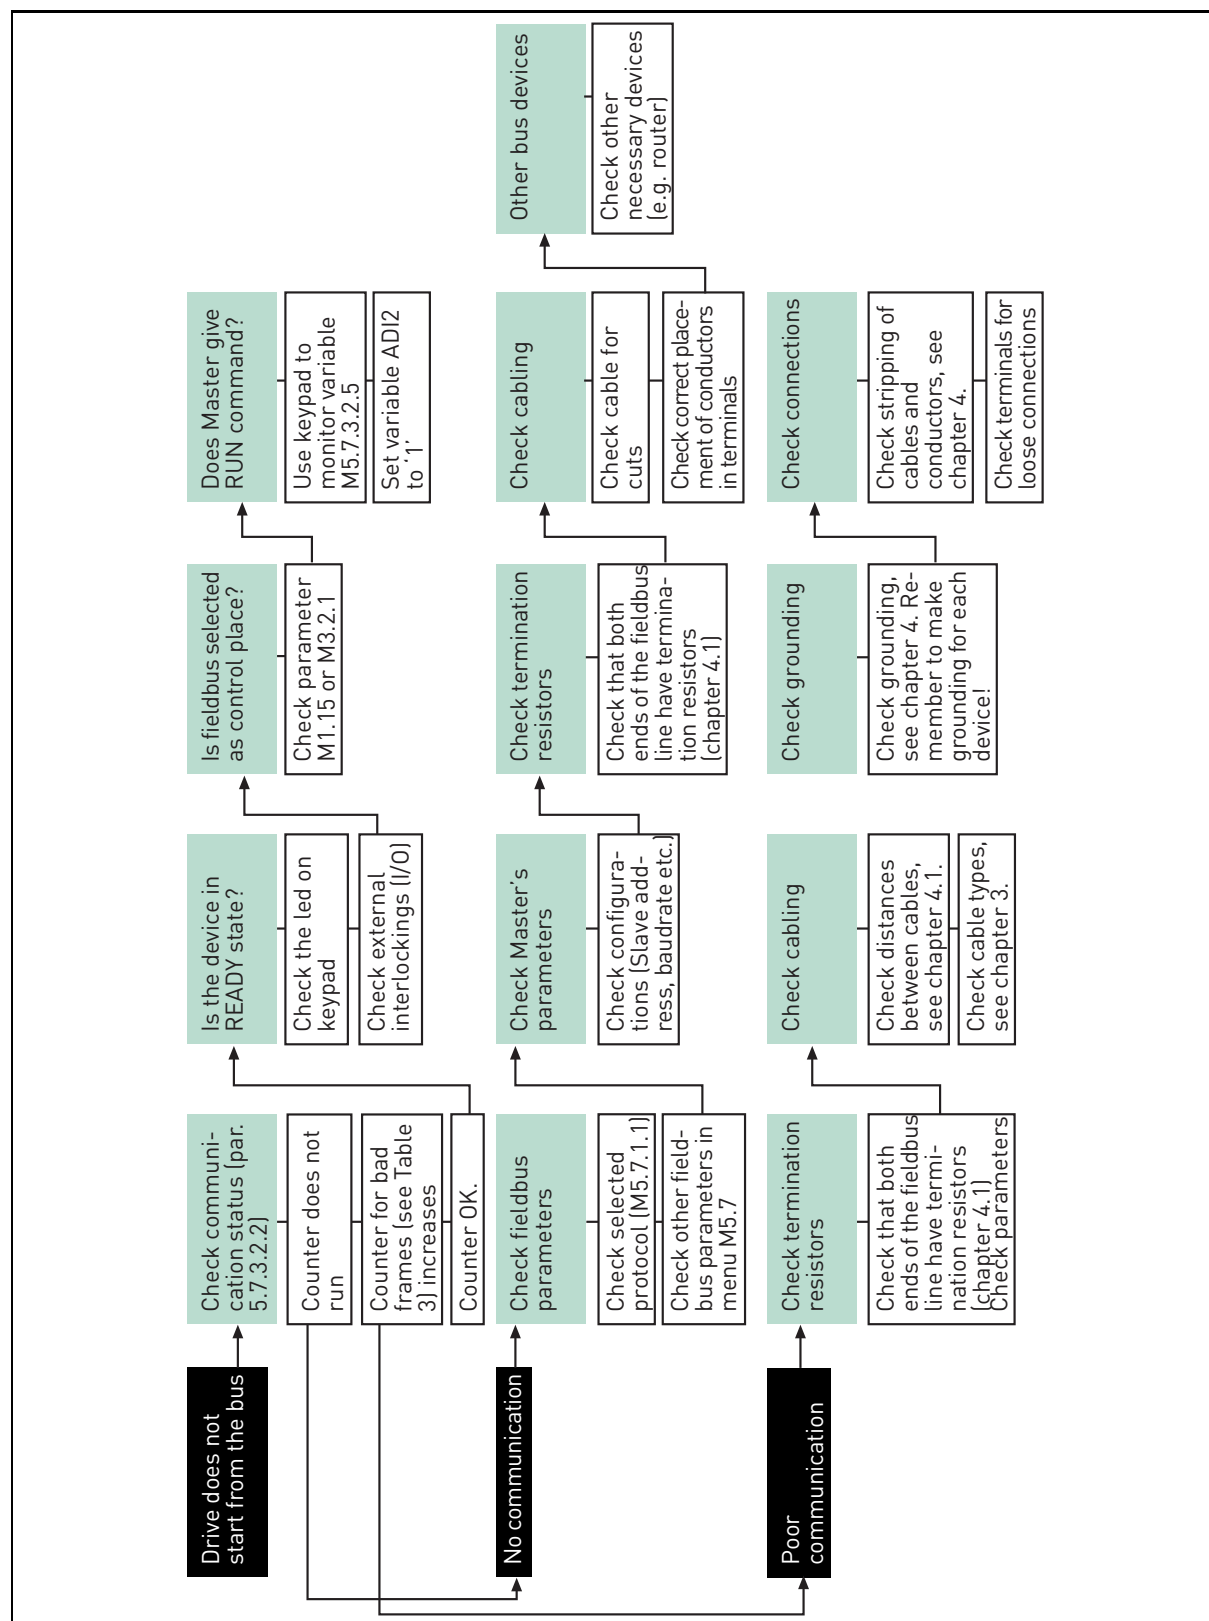 Drive does not
start from the bus
Check communi-
cation status (par.
5.7.3.2.2)
Counter does not
run
Counter for bad
frames (see Table
3) increases
Counter OK.
Is the device in
READY state?
Check the led on
keypad
Check external
interlockings (I/O)
Is fieldbus selected
as control place?
Check parameter
M1.15 or M3.2.1
Does Master give
RUN command?
Use keypad to
monitor variable
M5.7.3.2.5
Set variable ADI2
to ‘1’
No communication
Check fieldbus
parameters
Check selected
protocol (M5.7.1.1)
Check other field-
bus parameters in
menu M5.7
Check Master’s
parameters
Check configura-
tions (Slave add-
ress, baudrate etc.)
Check termination
resistors
Check that both
ends of the fieldbus
line have termina-
tion resistors
(chapter 4.1)
Check cabling
Check cable for
cuts
Check correct place-
ment of conductors
in terminals
Other bus devices
Check other
necessary devices
(e.g. router)
Poor
communication
Check termination
resistors
Check that both
ends of the fieldbus
line have termi-
nation resistors
(chapter 4.1)
Check parameters
Check cabling
Check distances
between cables,
see chapter 4.1.
Check cable types,
see chapter 3.
Check grounding
Check grounding,
see chapter 4. Re-
member to make
grounding for each
device!
Check connections
Check stripping of
cables and
conductors, see
chapter 4.
Check terminals for
loose connections